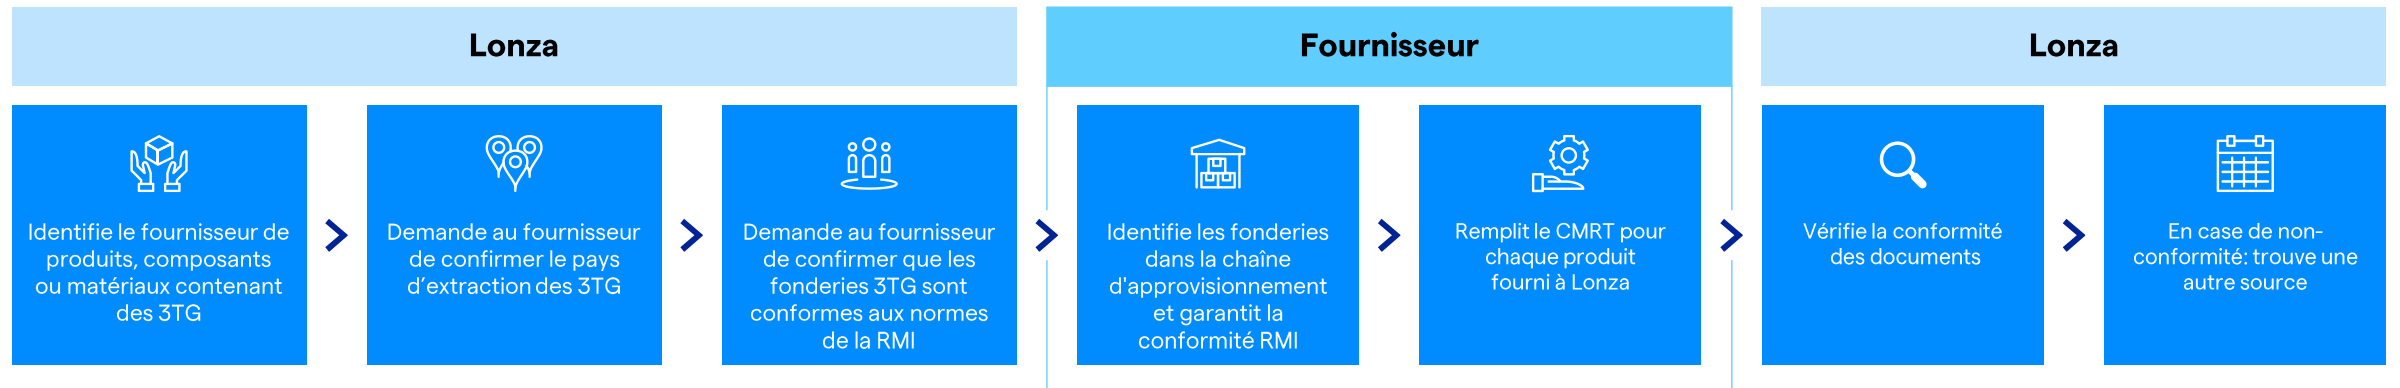 Lonza
Identifie le fournisseur de
produits, composants
ou matériaux contenant
des 3TG
Demande au fournisseur
de confirmer le pays
d’extraction des 3TG
Demande au fournisseur
de confirmer que les
fonderies 3TG sont
conformes aux normes
de la RMI
Fournisseur
Identifie les fonderies
dans la chaîne
d'approvisionnement
et garantit la
conformité RMI
Remplit le CMRT pour
chaque produit
fourni à Lonza
Lonza
Vérifie la conformité
des documents
En case de non-
conformité: trouve une
autre source